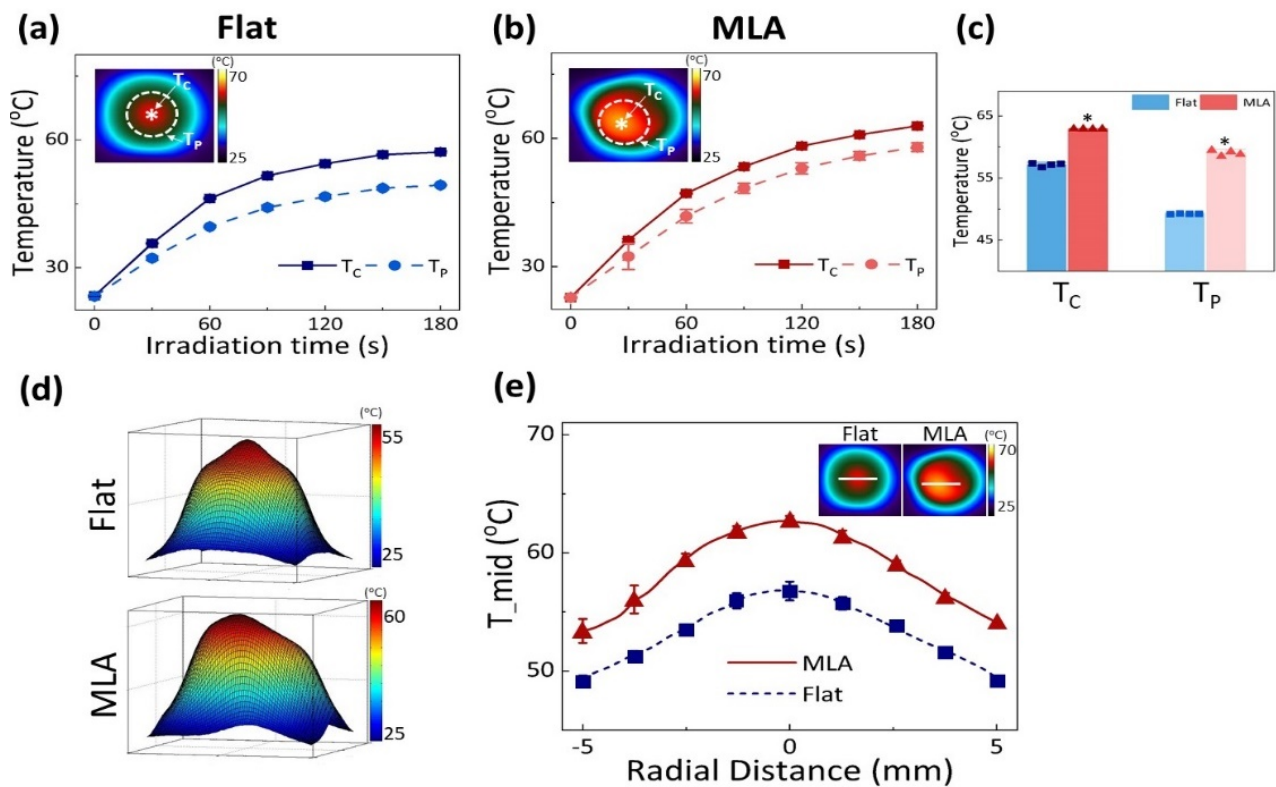 (a) Flat
Temperature (°C)
60
30
0 60 120 180
Irradiation time (s)
(°C)
70
25
T_C
*
T_P
T_C T_P
(b) MLA
Temperature (°C)
60
30
0 60 120 180
Irradiation time (s)
(°C)
70
25
T_C
*
T_P
T_C T_P
(c)
Temperature (°C)
65
55
45
Flat MLA
* *
T_C T_P
(d)
Flat
(°C)
55
25
MLA
(°C)
60
25
(e)
T_mid (°C)
70
60
50
-5 0 5
Radial Distance (mm)
Flat MLA (°C)
70
25
MLA
Flat